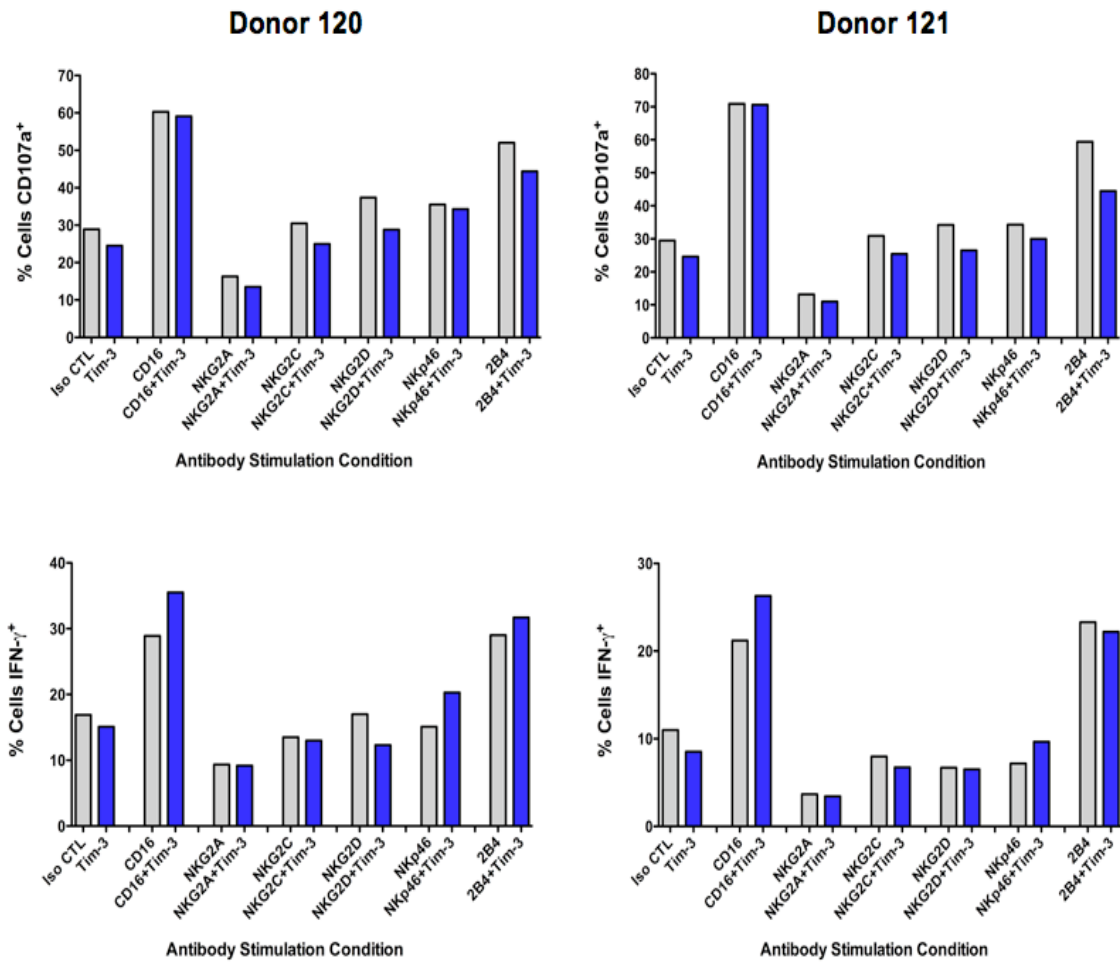 Donor 120
% Cells CD107a⁺
70
60
50
40
30
20
10
0
Iso CTL
Tim-3
CD16
CD16+Tim-3
NKG2A
NKG2A+Tim-3
NKG2C
NKG2C+Tim-3
NKG2D
NKG2D+Tim-3
NKp46
NKp46+Tim-3
2B4
2B4+Tim-3
Antibody Stimulation Condition
Donor 121
% Cells CD107a⁺
80
70
60
50
40
30
20
10
0
Iso CTL
Tim-3
CD16
CD16+Tim-3
NKG2A
NKG2A+Tim-3
NKG2C
NKG2C+Tim-3
NKG2D
NKG2D+Tim-3
NKp46
NKp46+Tim-3
2B4
2B4+Tim-3
Antibody Stimulation Condition
% Cells IFN-γ⁺
40
30
20
10
0
Iso CTL
Tim-3
CD16
CD16+Tim-3
NKG2A
NKG2A+Tim-3
NKG2C
NKG2C+Tim-3
NKG2D
NKG2D+Tim-3
NKp46
NKp46+Tim-3
2B4
2B4+Tim-3
Antibody Stimulation Condition
% Cells IFN-γ⁺
30
20
10
0
Iso CTL
Tim-3
CD16
CD16+Tim-3
NKG2A
NKG2A+Tim-3
NKG2C
NKG2C+Tim-3
NKG2D
NKG2D+Tim-3
NKp46
NKp46+Tim-3
2B4
2B4+Tim-3
Antibody Stimulation Condition